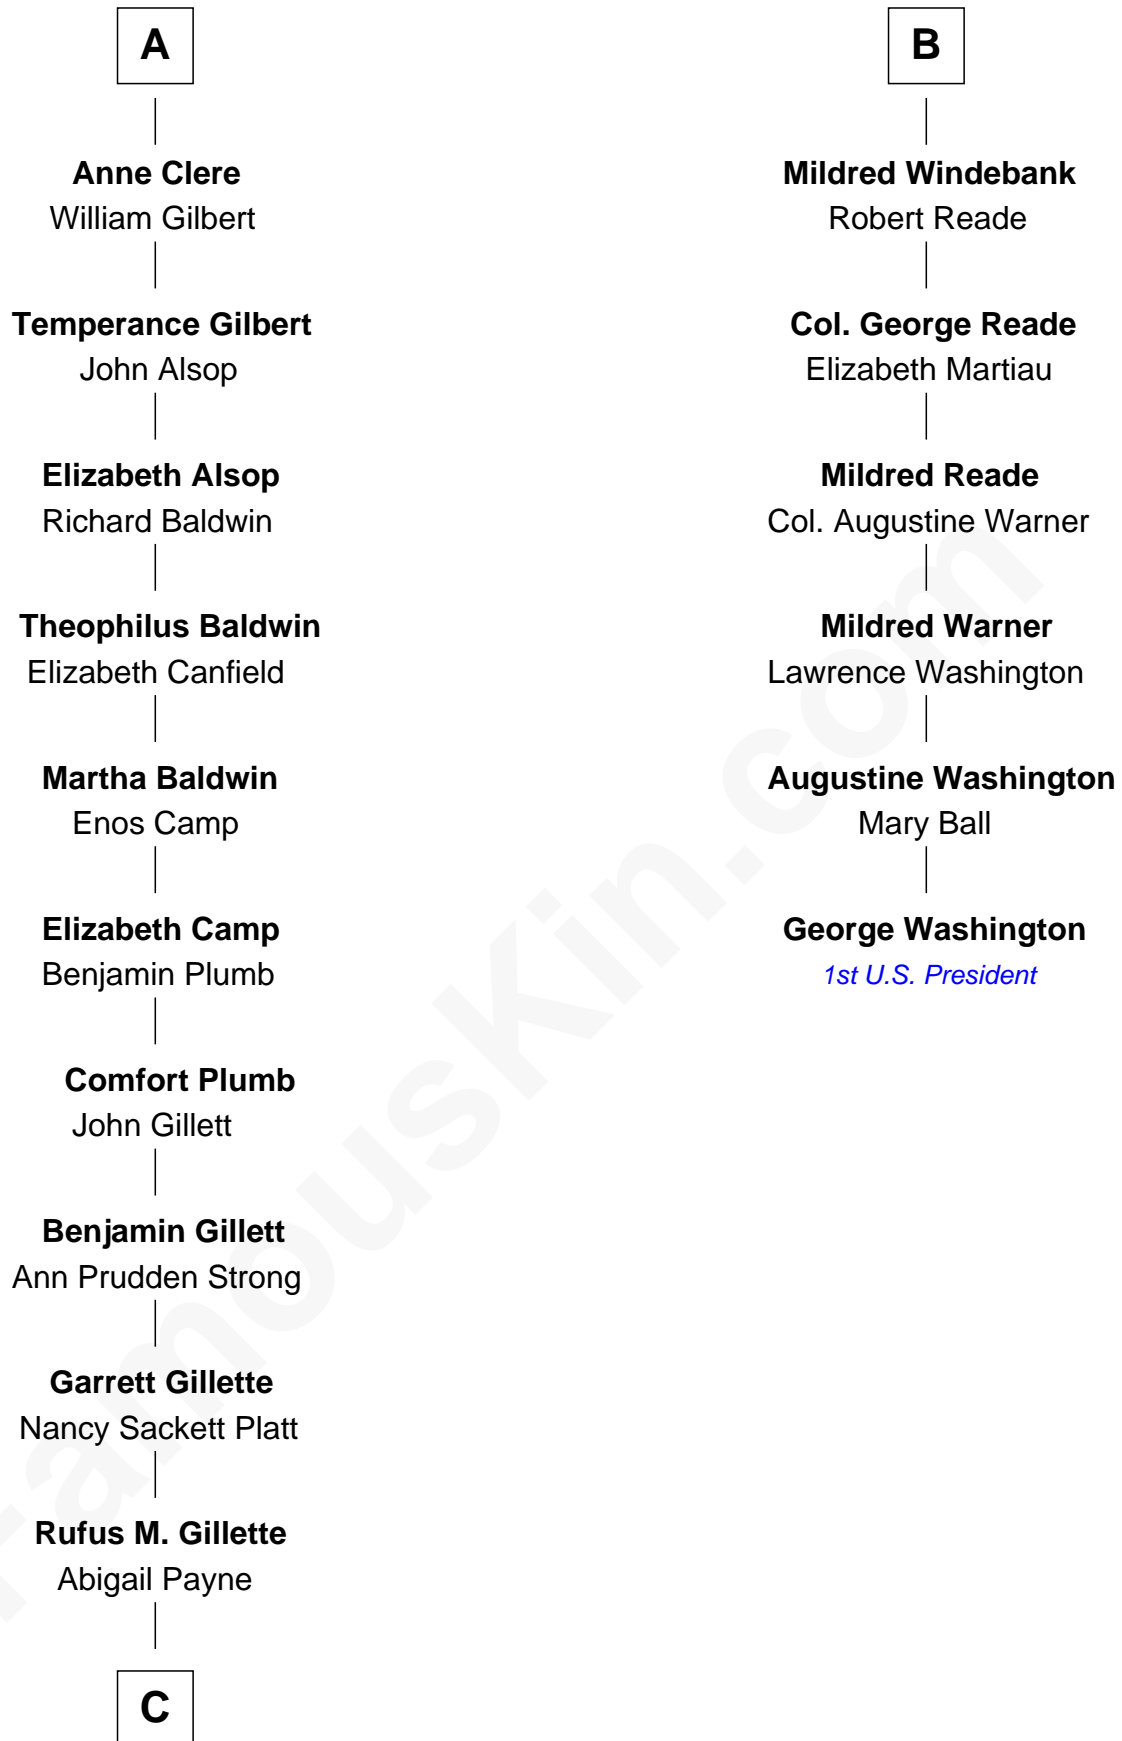 A
Anne Clere
William Gilbert
Temperance Gilbert
John Alsop
Elizabeth Alsop
Richard Baldwin
Theophilus Baldwin
Elizabeth Canfield
Martha Baldwin
Enos Camp
Elizabeth Camp
Benjamin Plumb
Comfort Plumb
John Gillett
Benjamin Gillett
Ann Prudden Strong
Garrett Gillette
Nancy Sackett Platt
Rufus M. Gillette
Abigail Payne
C
B
Mildred Windebank
Robert Reade
Col. George Reade
Elizabeth Martiau
Mildred Reade
Col. Augustine Warner
Mildred Warner
Lawrence Washington
Augustine Washington
Mary Ball
George Washington
1st U.S. President
FamousKin.com